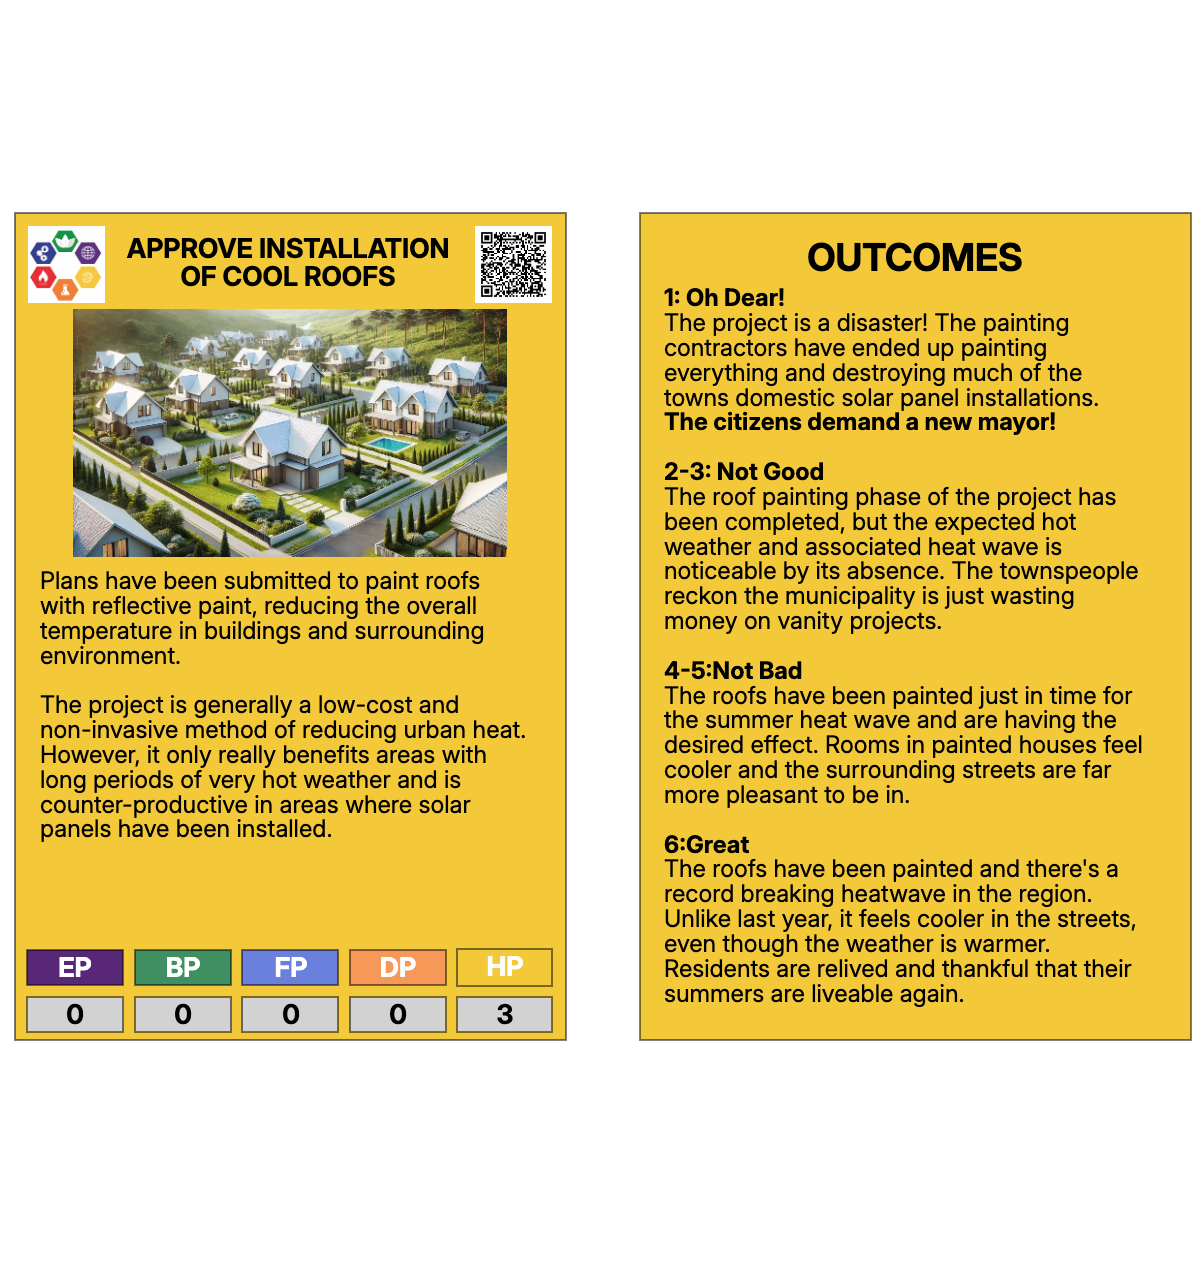 APPROVE INSTALLATION
OF COOL ROOFS
Plans have been submitted to paint roofs
with reflective paint, reducing the overall
temperature in buildings and surrounding
environment.
The project is generally a low-cost and
non-invasive method of reducing urban heat.
However, it only really benefits areas with
long periods of very hot weather and is
counter-productive in areas where solar
panels have been installed.
EP BP FP DP HP
0 0 0 0 3
OUTCOMES
1: Oh Dear!
The project is a disaster! The painting
contractors have ended up painting
everything and destroying much of the
towns domestic solar panel installations.
The citizens demand a new mayor!
2-3: Not Good
The roof painting phase of the project has
been completed, but the expected hot
weather and associated heat wave is
noticeable by its absence. The townspeople
reckon the municipality is just wasting
money on vanity projects.
4-5:Not Bad
The roofs have been painted just in time for
the summer heat wave and are having the
desired effect. Rooms in painted houses feel
cooler and the surrounding streets are far
more pleasant to be in.
6:Great
The roofs have been painted and there's a
record breaking heatwave in the region.
Unlike last year, it feels cooler in the streets,
even though the weather is warmer.
Residents are relived and thankful that their
summers are liveable again.